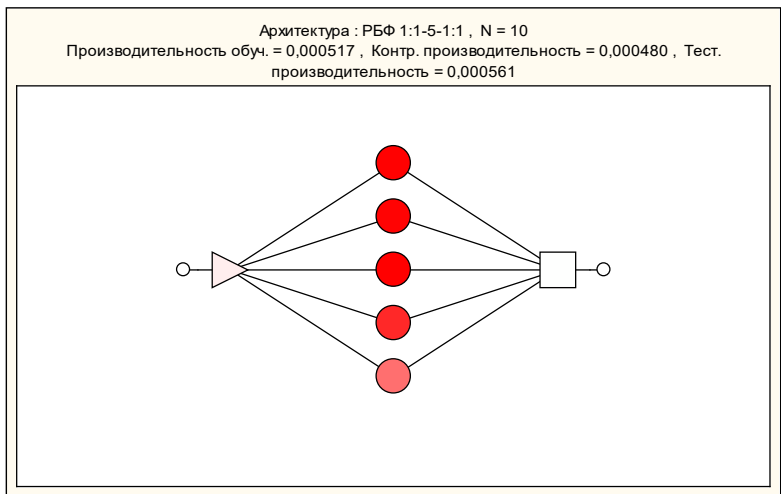 Архитектура : РБФ 1:1-5-1:1 , N = 10
Производительность обуч. = 0,000517 , Контр. производительность = 0,000480 , Тест.
производительность = 0,000561